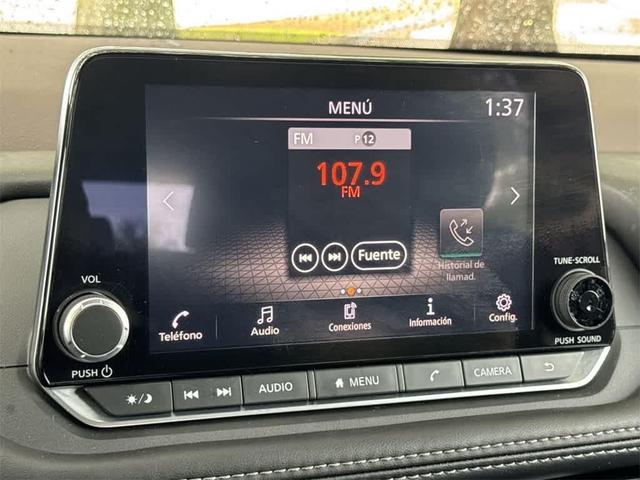 MENÚ
1:37
FM
P 12
107.9
FM
Fuente
Historial de
llamad.
VOL
TUNE•SCROLL
Teléfono
Audio
Conexiones
Información
Config.
PUSH
PUSH SOUND
AUDIO
MENU
CAMERA